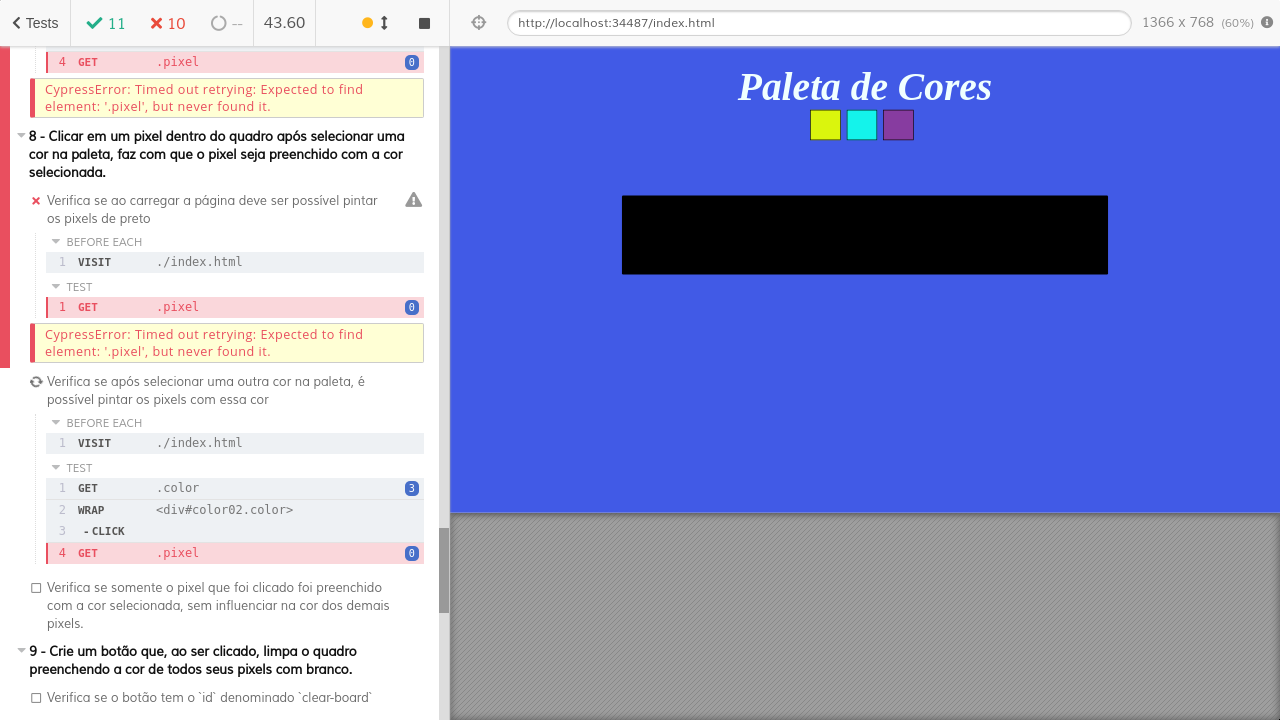 Tests 11 10 -- 43.60 http://localhost:34487/index.html 1366 x 768 (60%)
4 GET .pixel 0
CypressError: Timed out retrying: Expected to find
element: '.pixel', but never found it.
8 - Clicar em um pixel dentro do quadro após selecionar uma
cor na paleta, faz com que o pixel seja preenchido com a cor
selecionada.
Verifica se ao carregar a página deve ser possível pintar
os pixels de preto
BEFORE EACH
1 VISIT ./index.html
TEST
1 GET .pixel 0
CypressError: Timed out retrying: Expected to find
element: '.pixel', but never found it.
Verifica se após selecionar uma outra cor na paleta, é
possível pintar os pixels com essa cor
BEFORE EACH
1 VISIT ./index.html
TEST
1 GET .color 3
2 WRAP <div#color02.color>
3 - CLICK
4 GET .pixel 0
Verifica se somente o pixel que foi clicado foi preenchido
com a cor selecionada, sem influenciar na cor dos demais
pixels.
9 - Crie um botão que, ao ser clicado, limpa o quadro
preenchendo a cor de todos seus pixels com branco.
Verifica se o botão tem o `id` denominado `clear-board`
Paleta de Cores